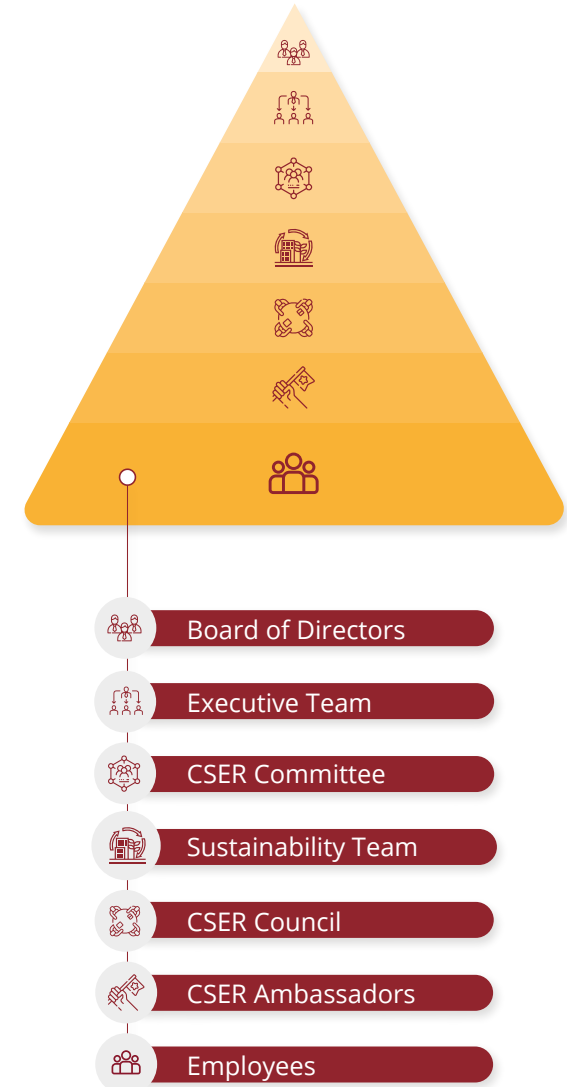 Board of Directors
Executive Team
CSER Committee
Sustainability Team
CSER Council
CSER Ambassadors
Employees